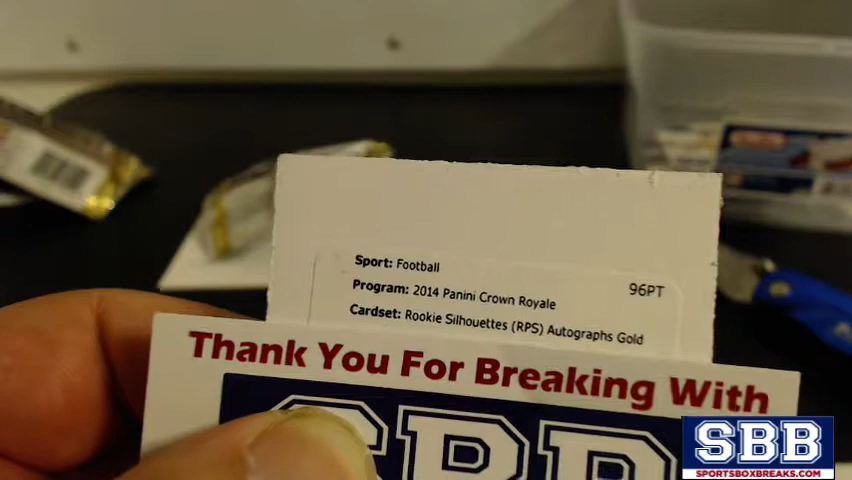 Sport: Football
Program: 2014 Panini Crown Royale
96PT
Cardset: Rookie Silhouettes (RPS) Autographs Gold
Thank You For Breaking With
SBB
SBB
SPORTSBOXBREAKS.COM